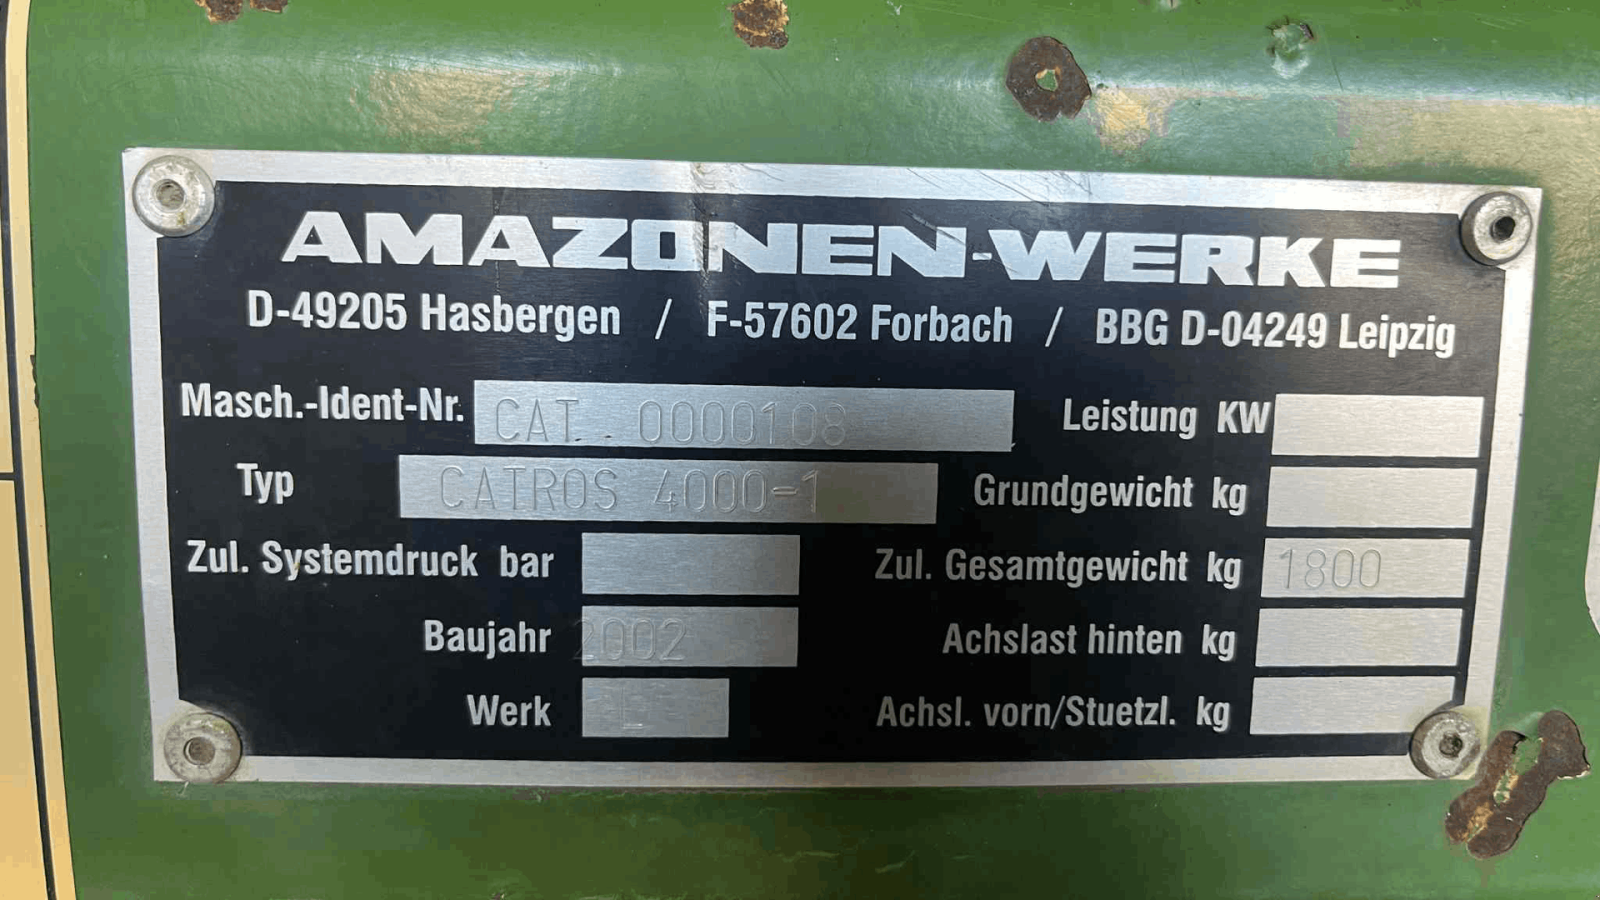 AMAZONEN-WERKE
D-49205 Hasbergen / F-57602 Forbach / BBG D-04249 Leipzig
Masch.-Ident-Nr. CAT 0000108 Leistung KW
Typ CATROS 4000-1 Grundgewicht kg
Zul. Systemdruck bar Zul. Gesamtgewicht kg 1800
Baujahr 2002 Achslast hinten kg
Werk L Achsl. vorn/Stuetzl. kg